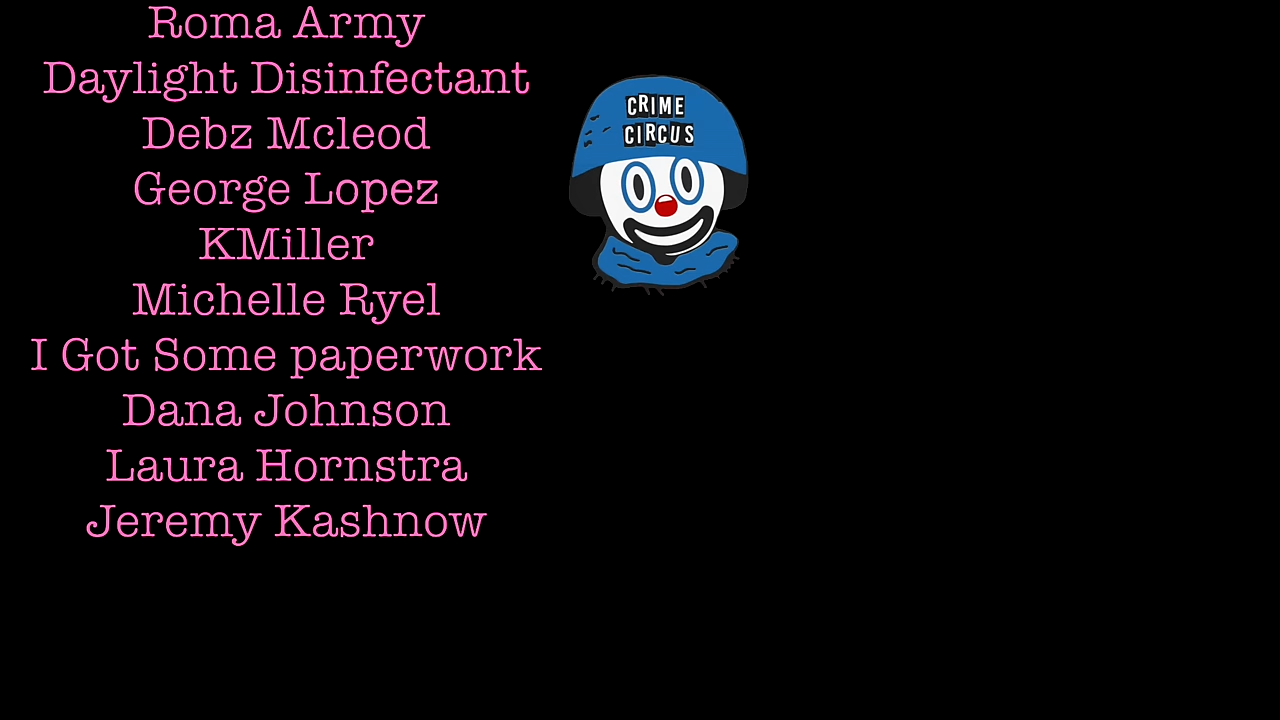 Roma Army
Daylight Disinfectant
Debz Mcleod
George Lopez
KMiller
Michelle Ryel
I Got Some paperwork
Dana Johnson
Laura Hornstra
Jeremy Kashnow
CRIME
CIRCUS